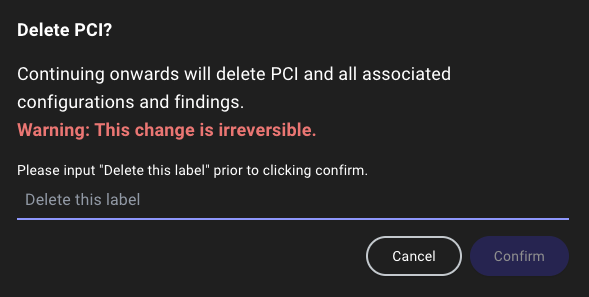 Delete PCI?
Continuing onwards will delete PCI and all associated
configurations and findings.
Warning: This change is irreversible.
Please input "Delete this label" prior to clicking confirm.
Delete this label
Cancel Confirm